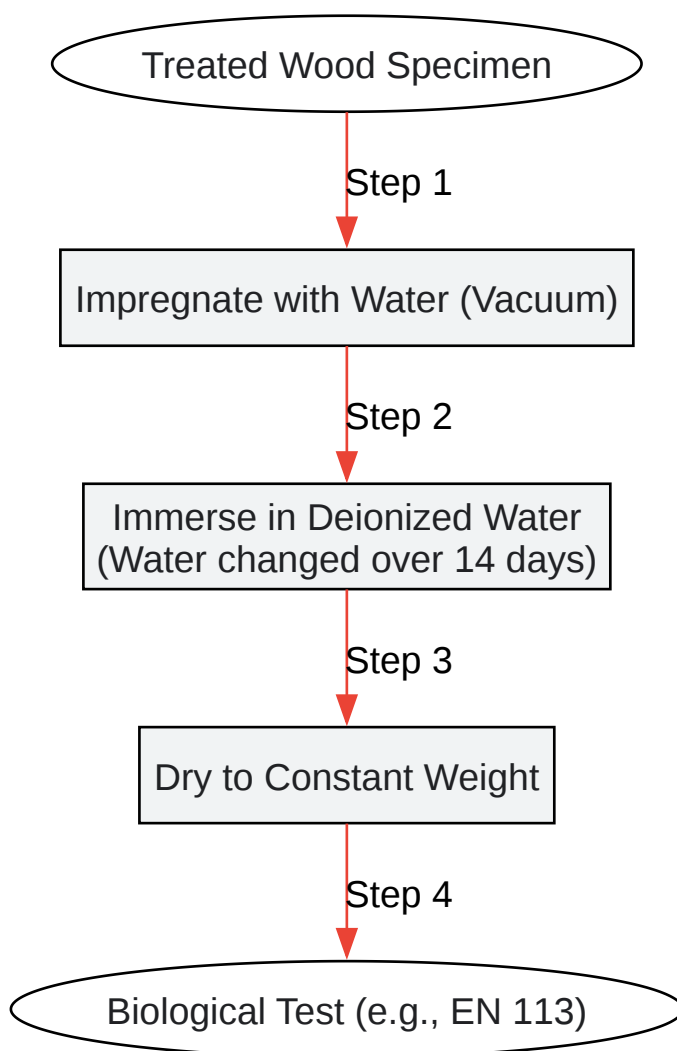 Treated Wood Specimen
Step 1
Impregnate with Water (Vacuum)
Step 2
Immerse in Deionized Water
(Water changed over 14 days)
Step 3
Dry to Constant Weight
Step 4
Biological Test (e.g., EN 113)